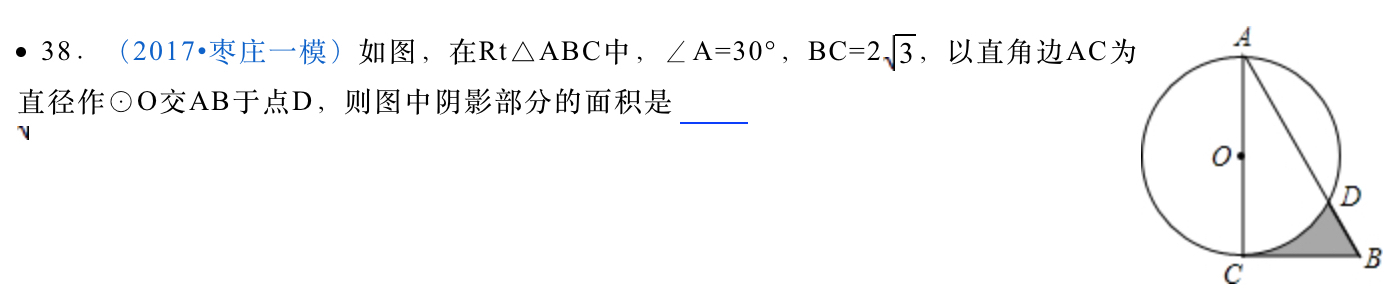 • 38. （2017•枣庄一模）如图，在Rt△ABC中，∠A=30°，BC=2√3，以直角边AC为
直径作⊙O交AB于点D，则图中阴影部分的面积是 ____
A
O
D
C
B